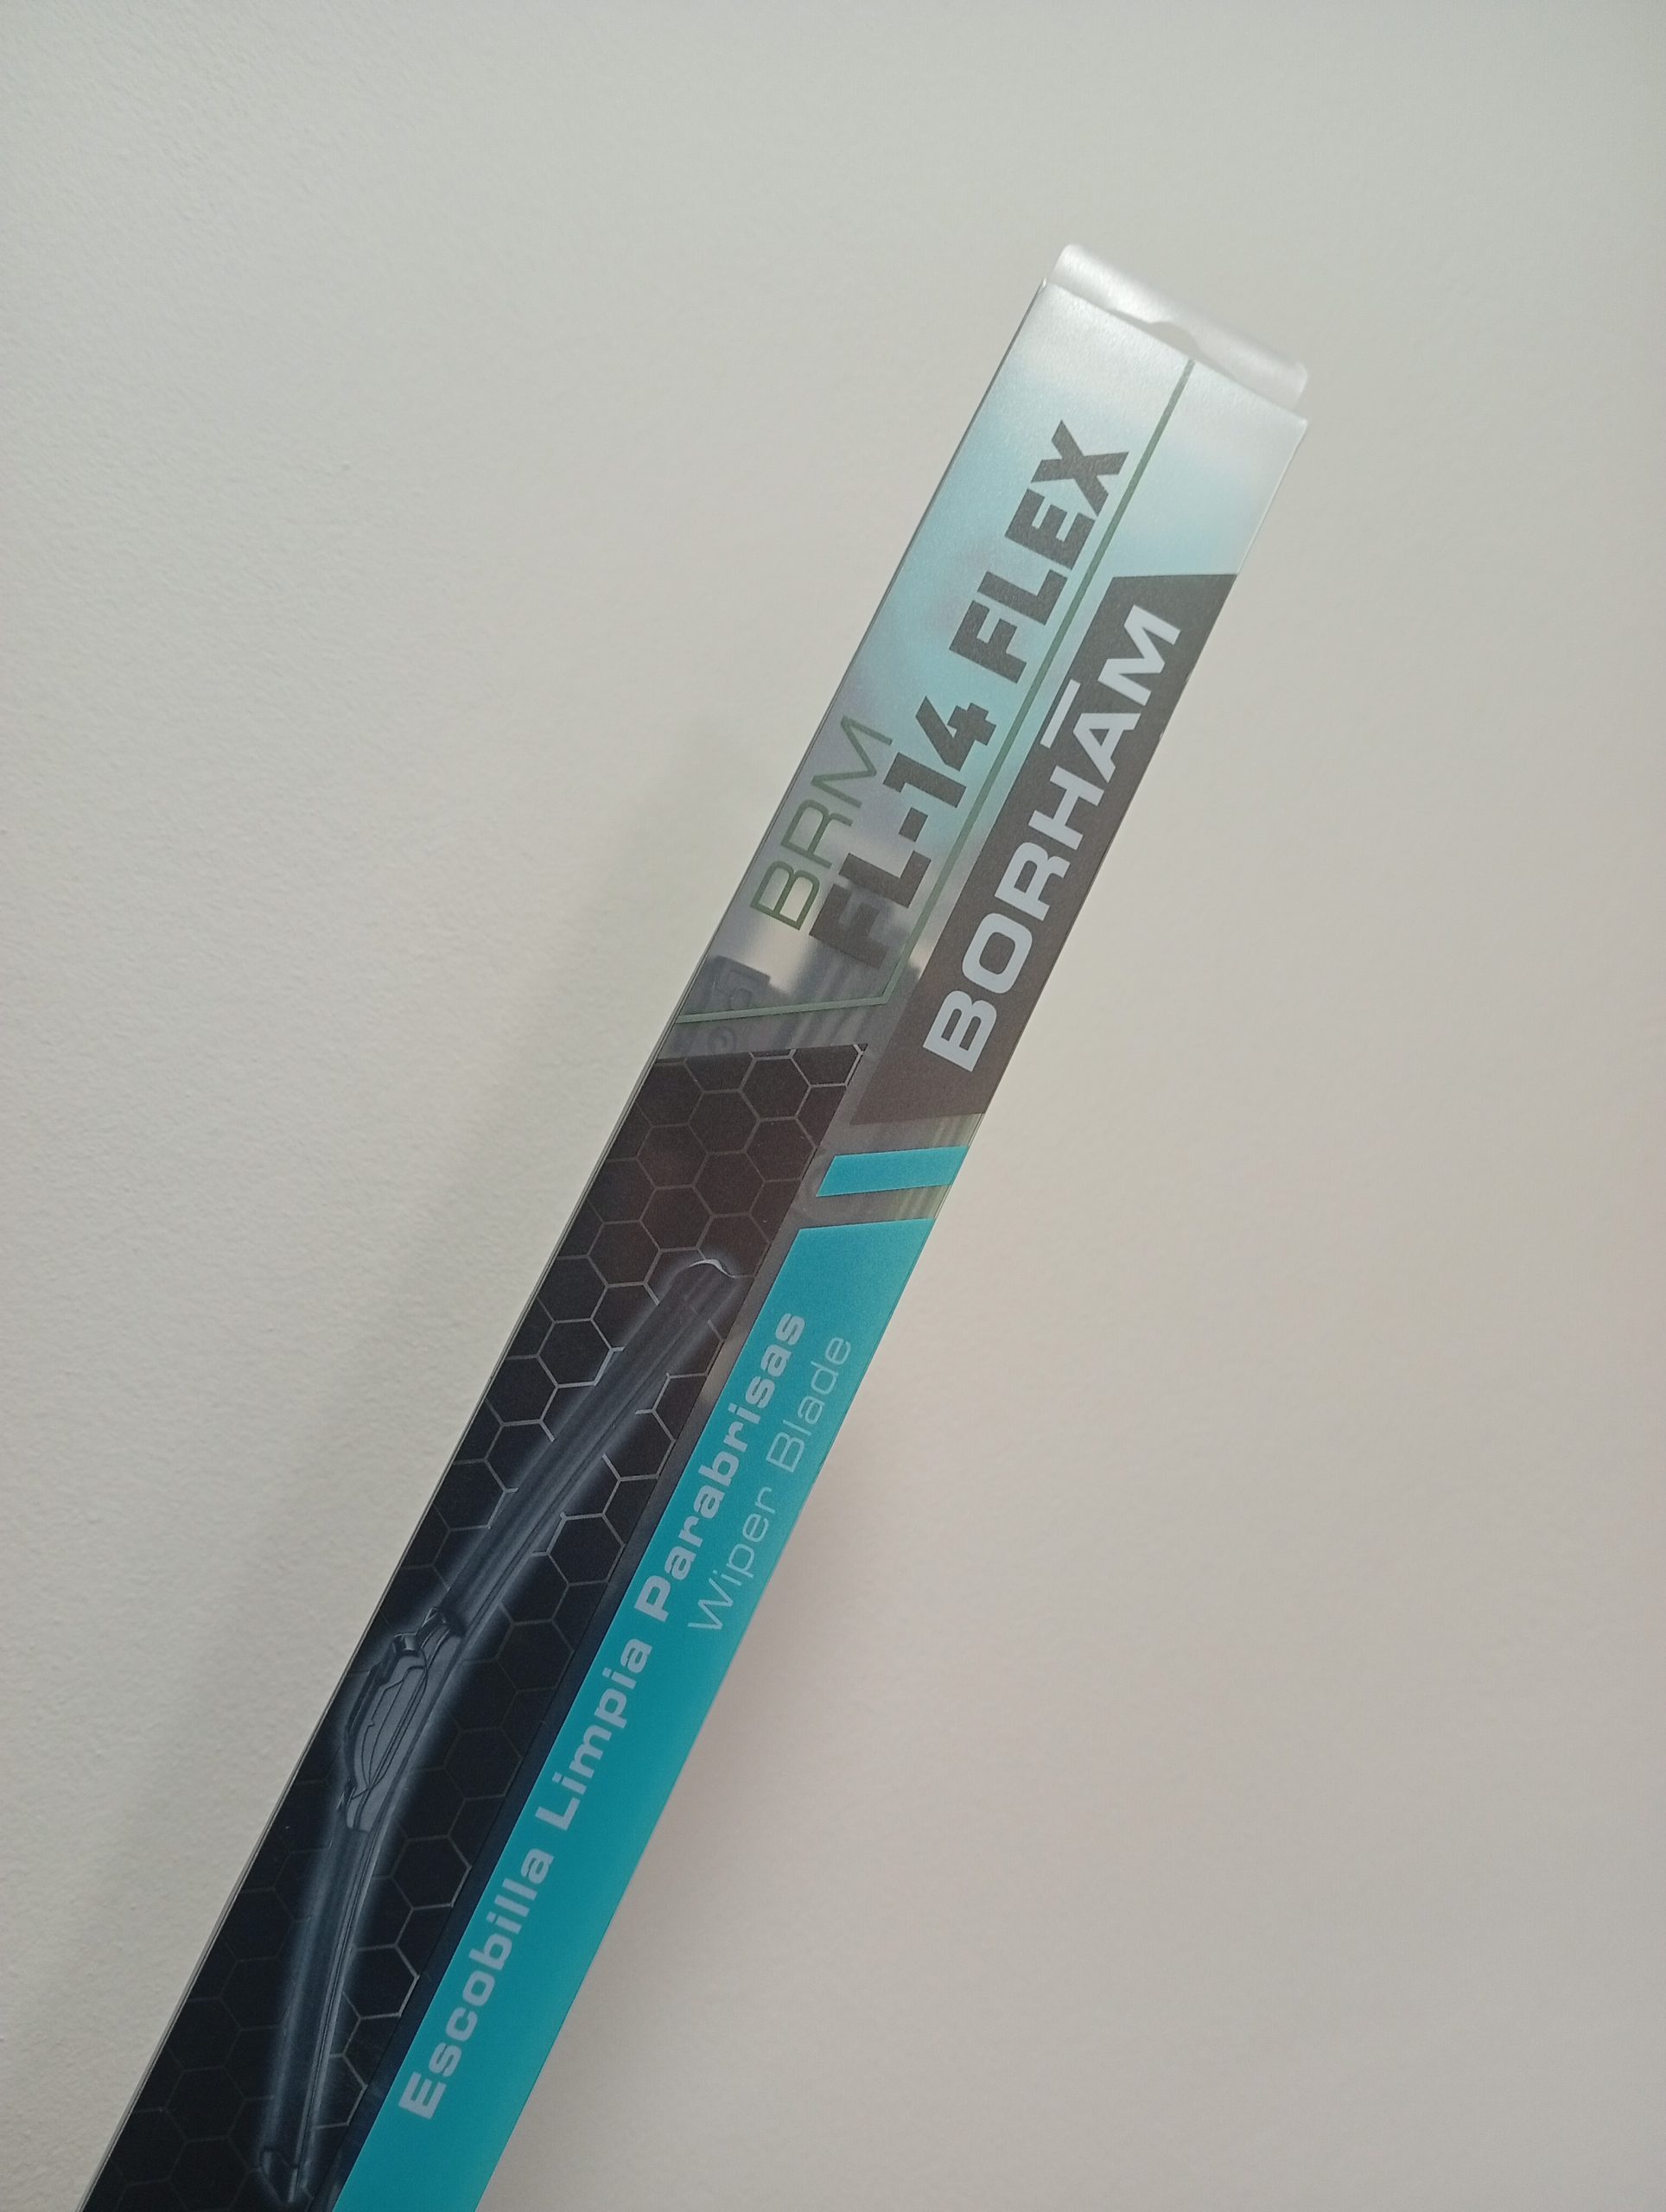 BRM
FL-14 FLEX
BORHĀM
Escobilla Limpia Parabrisas
Wiper Blade